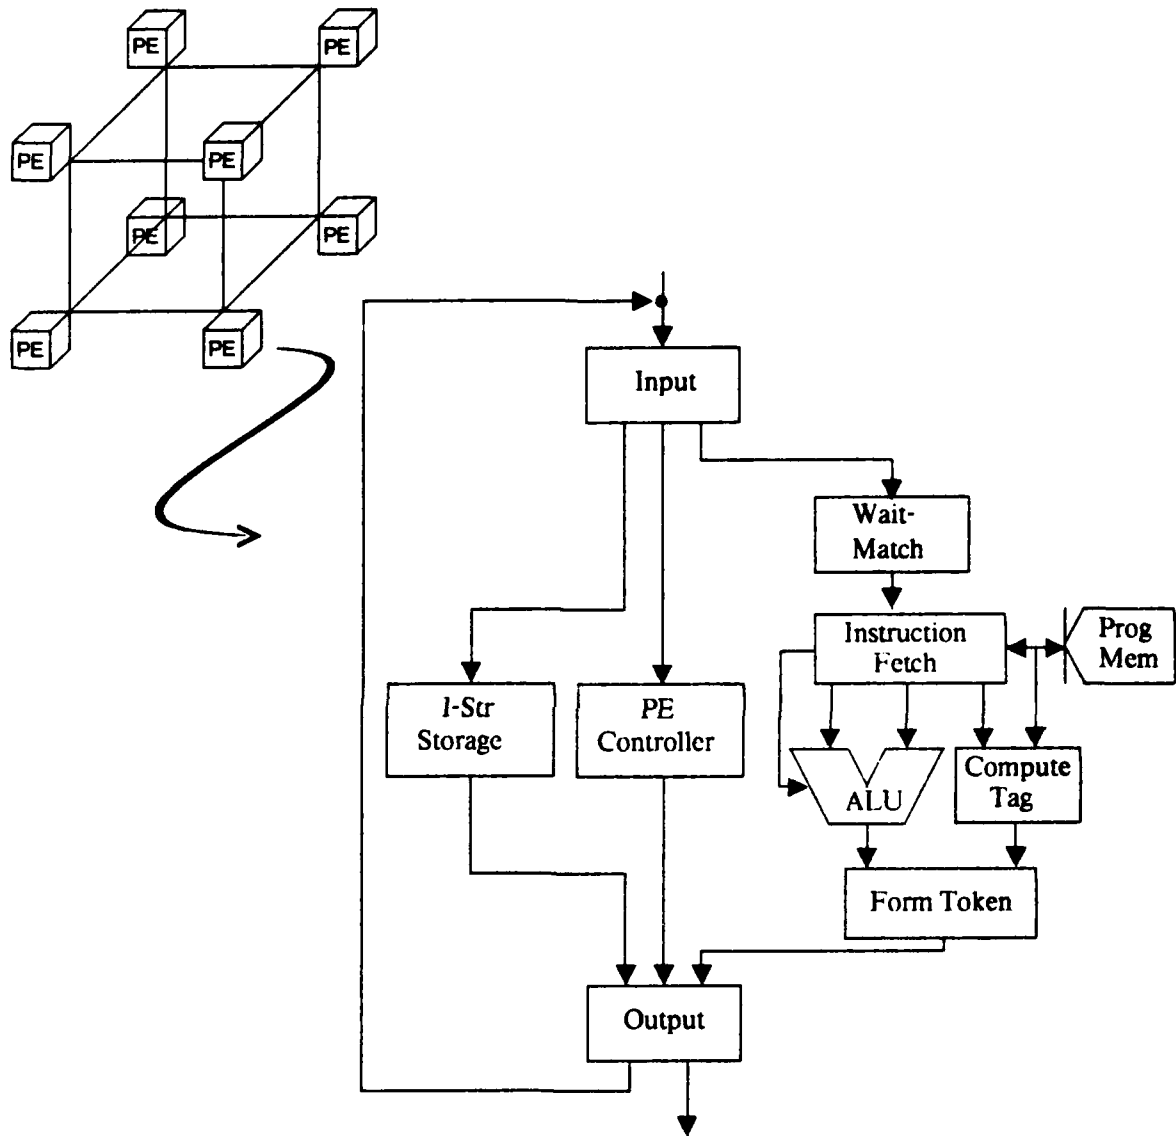 PE
PE
PE
PE
PE
PE
PE
PE
Input
Wait-
Match
Instruction
Fetch
Prog
Mem
I-Str
Storage
PE
Controller
ALU
Compute
Tag
Form Token
Output